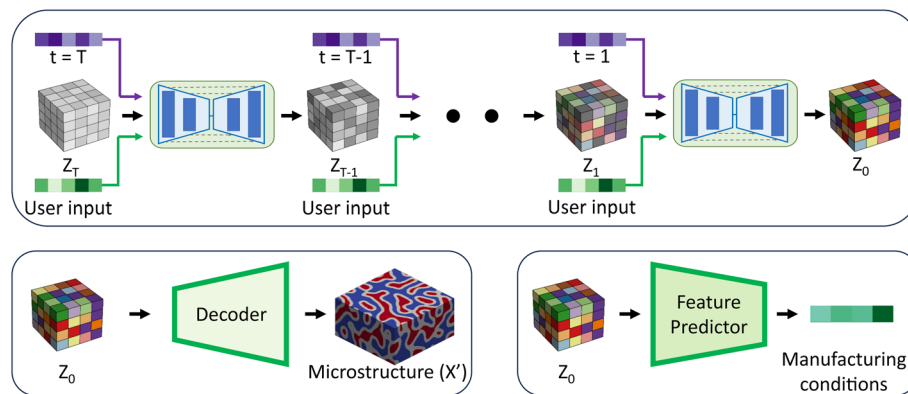 t = T
t = T-1
t = 1
Z_T
Z_{T-1}
Z_1
Z_0
User input
User input
User input
Decoder
Feature
Predictor
Z_0
Microstructure (X')
Z_0
Manufacturing
conditions